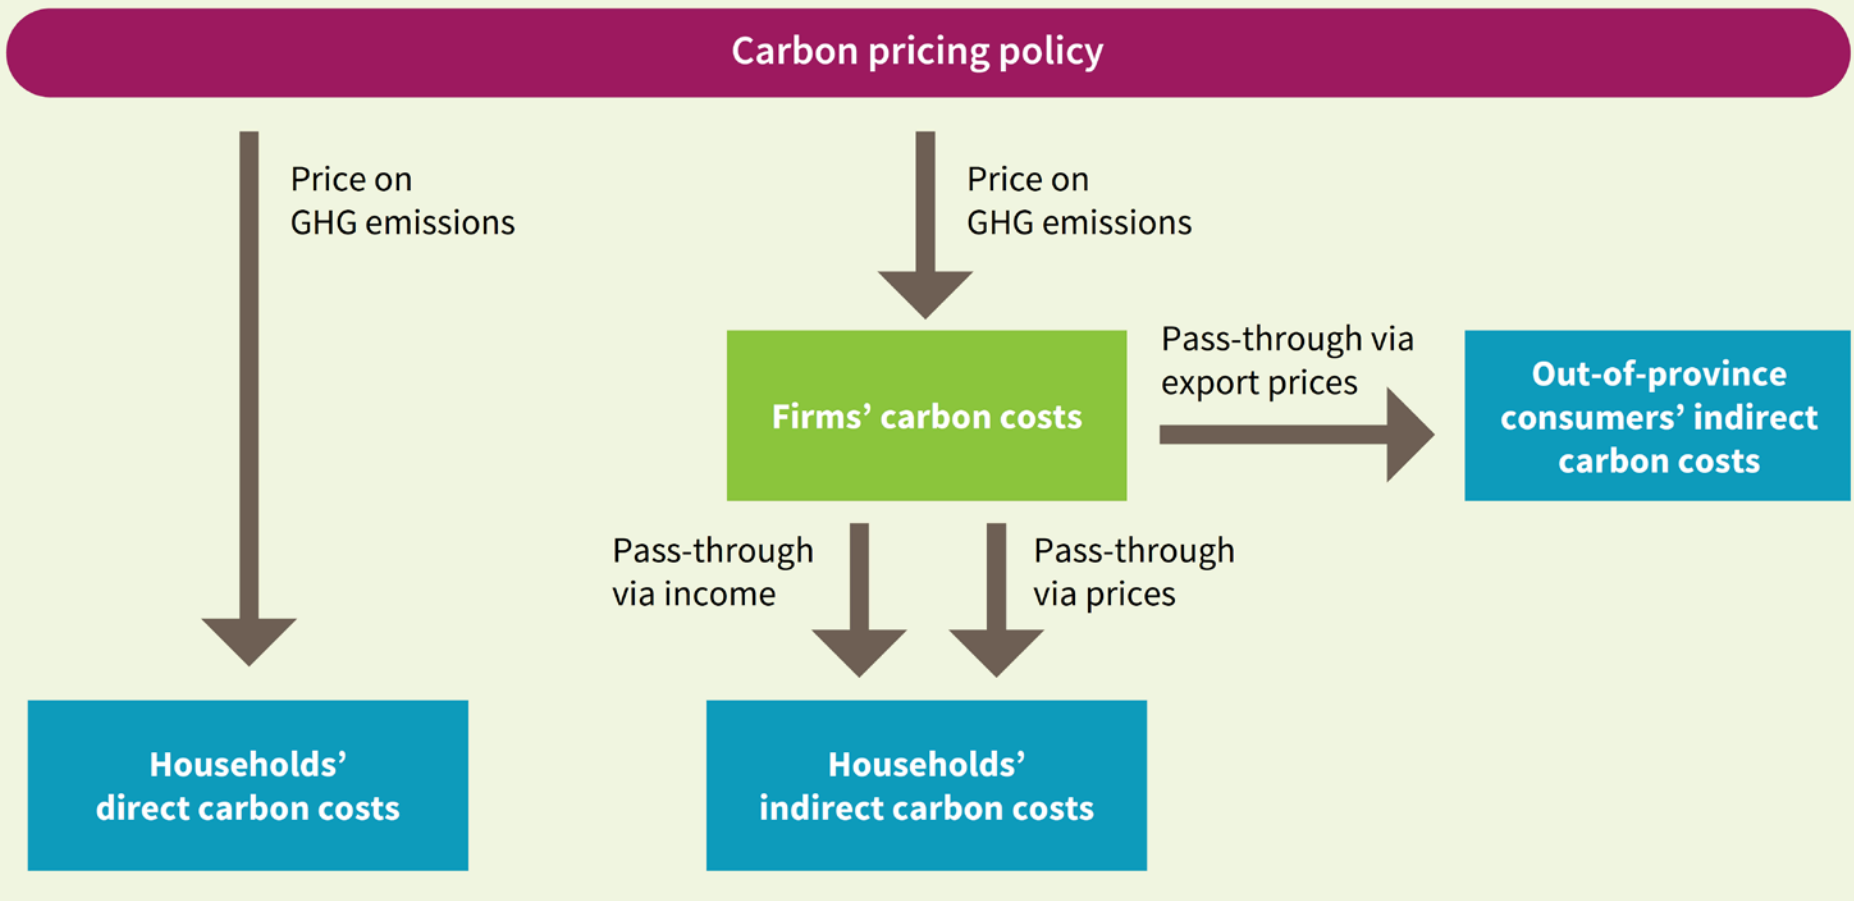 Carbon pricing policy
Price on
GHG emissions
Price on
GHG emissions
Pass-through via
export prices
Firms’ carbon costs
Out-of-province
consumers’ indirect
carbon costs
Pass-through
via income
Pass-through
via prices
Households’
direct carbon costs
Households’
indirect carbon costs